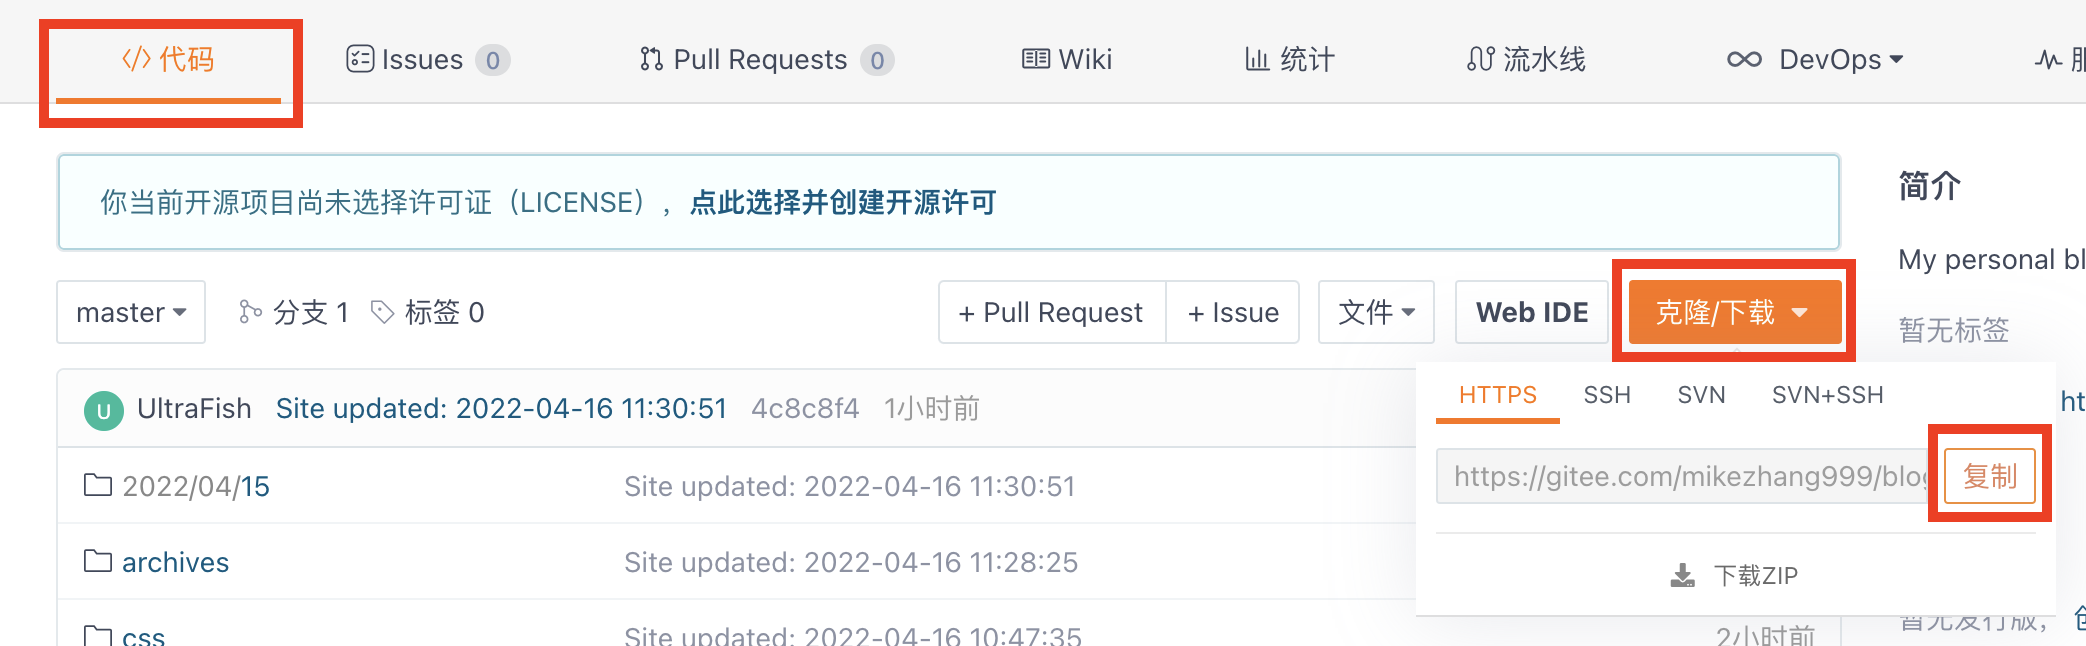 代码 Issues 0 Pull Requests 0 Wiki 统计 流水线 DevOps
你当前开源项目尚未选择许可证（LICENSE），点此选择并创建开源许可
简介
My personal bl
master 分支 1 标签 0 + Pull Request + Issue 文件 Web IDE 克隆/下载
暂无标签
HTTPS SSH SVN SVN+SSH
U UltraFish Site updated: 2022-04-16 11:30:51 4c8c8f4 1小时前
ht
https://gitee.com/mikezhang999/blog 复制
2022/04/15 Site updated: 2022-04-16 11:30:51
archives Site updated: 2022-04-16 11:28:25
下载ZIP
暂无发行版，
css Site updated: 2022-04-16 10:47:35 2小时前